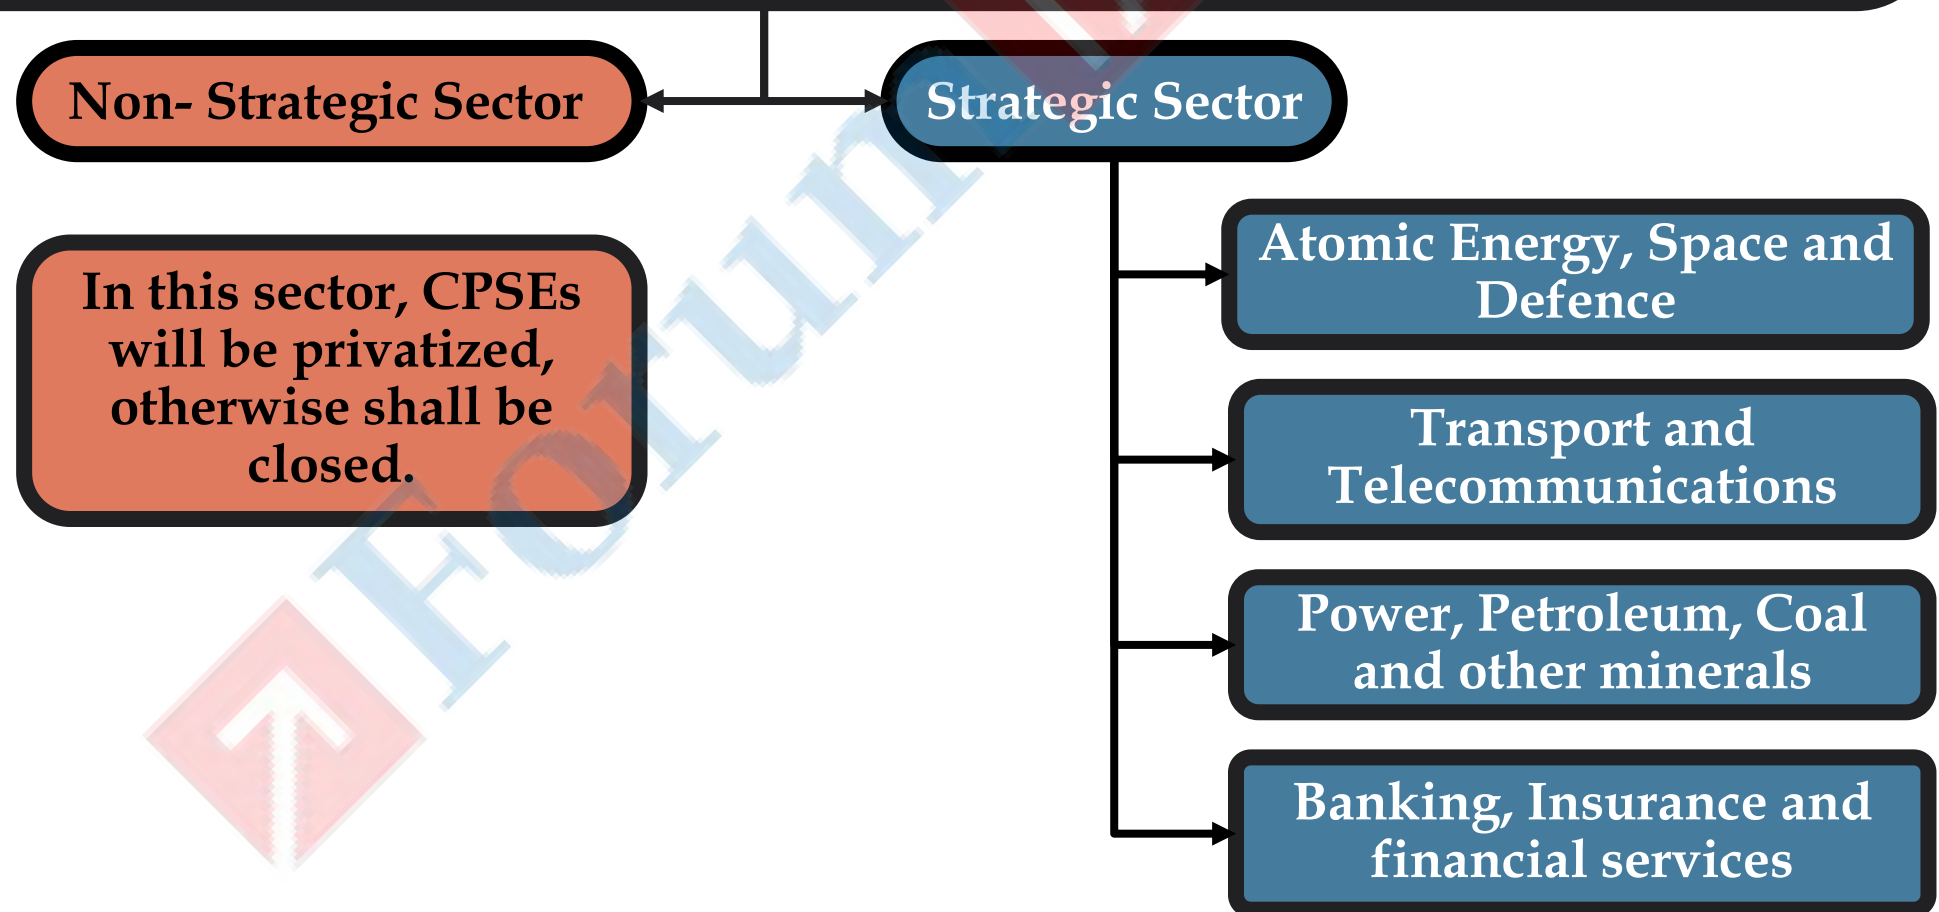 Non- Strategic Sector
Strategic Sector
In this sector, CPSEs
will be privatized,
otherwise shall be
closed.
Atomic Energy, Space and
Defence
Transport and
Telecommunications
Power, Petroleum, Coal
and other minerals
Banking, Insurance and
financial services
Forum